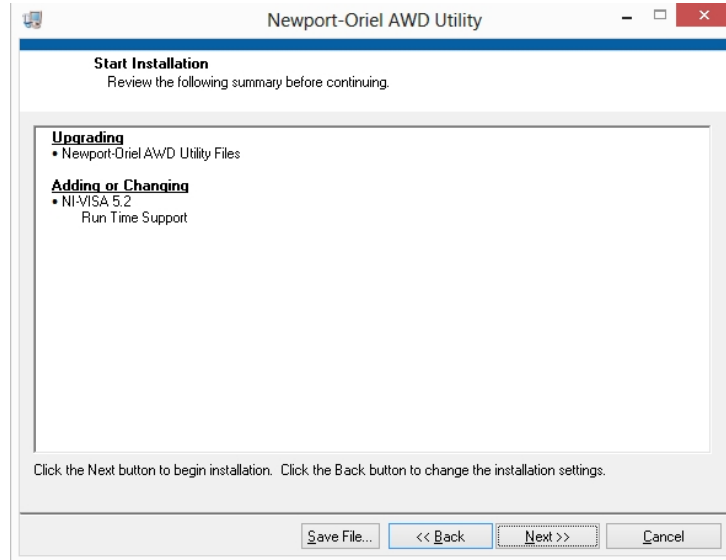 Newport-Oriel AWD Utility
Start Installation
Review the following summary before continuing.
Upgrading
• Newport-Oriel AWD Utility Files
Adding or Changing
• NI-VISA 5.2
Run Time Support
Click the Next button to begin installation.  Click the Back button to change the installation settings.
Save File...
<< Back
Next >>
Cancel